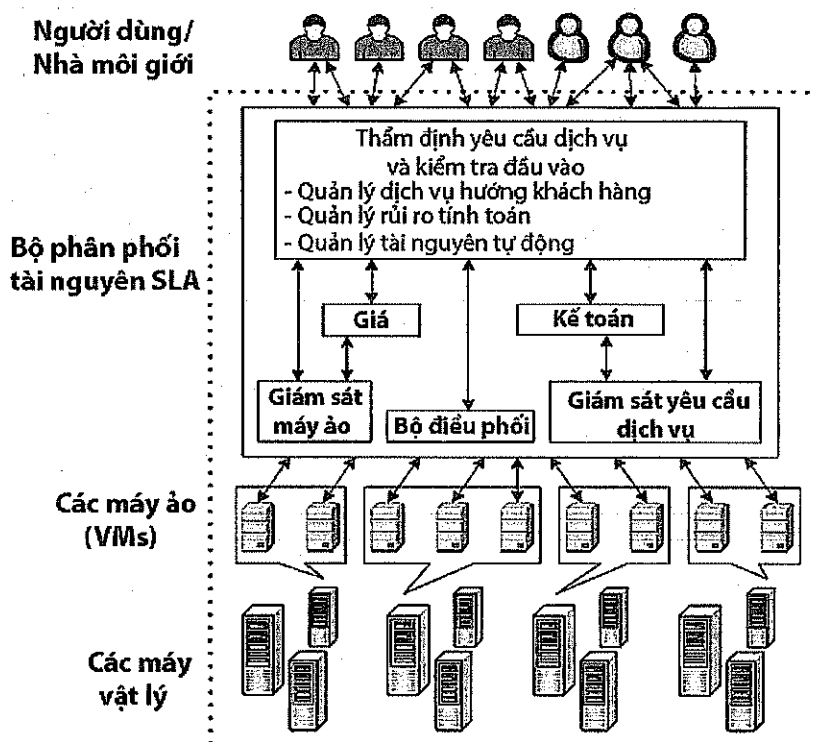 Người dùng/
Nhà môi giới
Thẩm định yêu cầu dịch vụ
và kiểm tra đầu vào
- Quản lý dịch vụ hướng khách hàng
- Quản lý rủi ro tính toán
- Quản lý tài nguyên tự động
Bộ phân phối
tài nguyên SLA
Giá
Kế toán
Giám sát
máy ảo
Bộ điều phối
Giám sát yêu cầu
dịch vụ
Các máy ảo
(VMs)
Các máy
vật lý